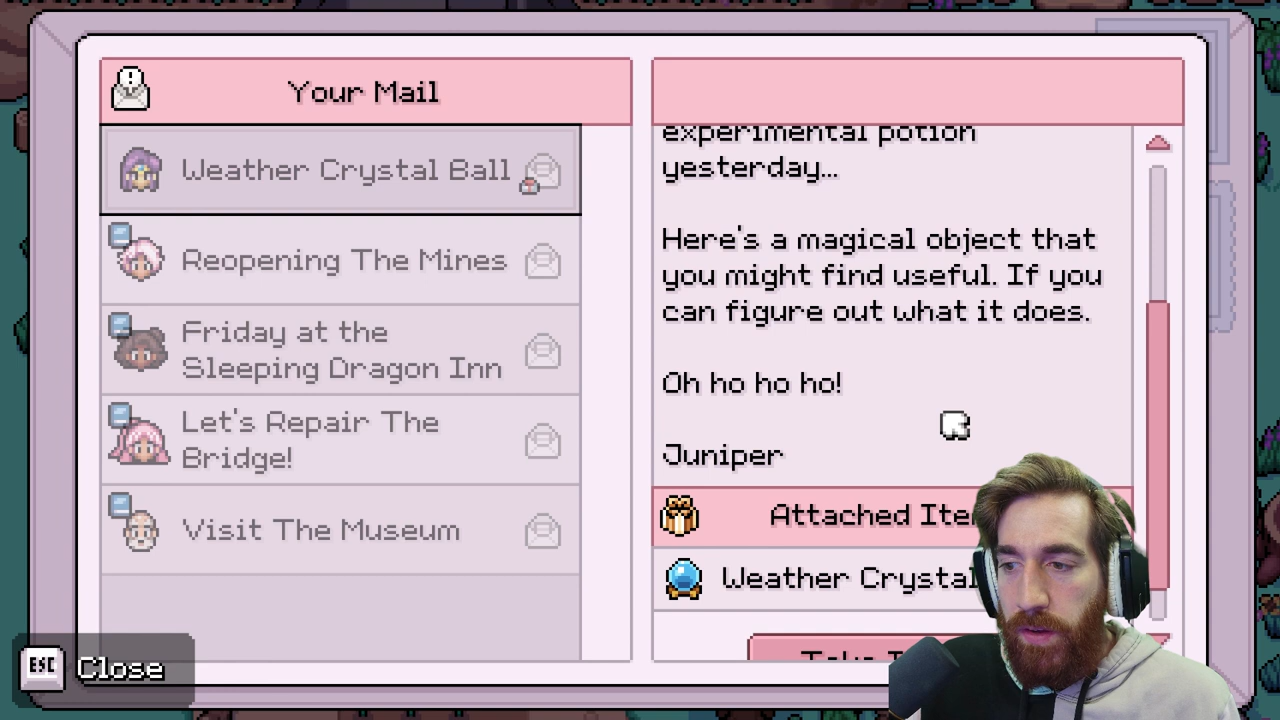 Your Mail
Weather Crystal Ball
Reopening The Mines
Friday at the
Sleeping Dragon Inn
Let's Repair The
Bridge!
Visit The Museum
experimental potion
yesterday...
Here's a magical object that
you might find useful. If you
can figure out what it does.
Oh ho ho ho!
Juniper
Attached
Weather Crystal
ESC Close